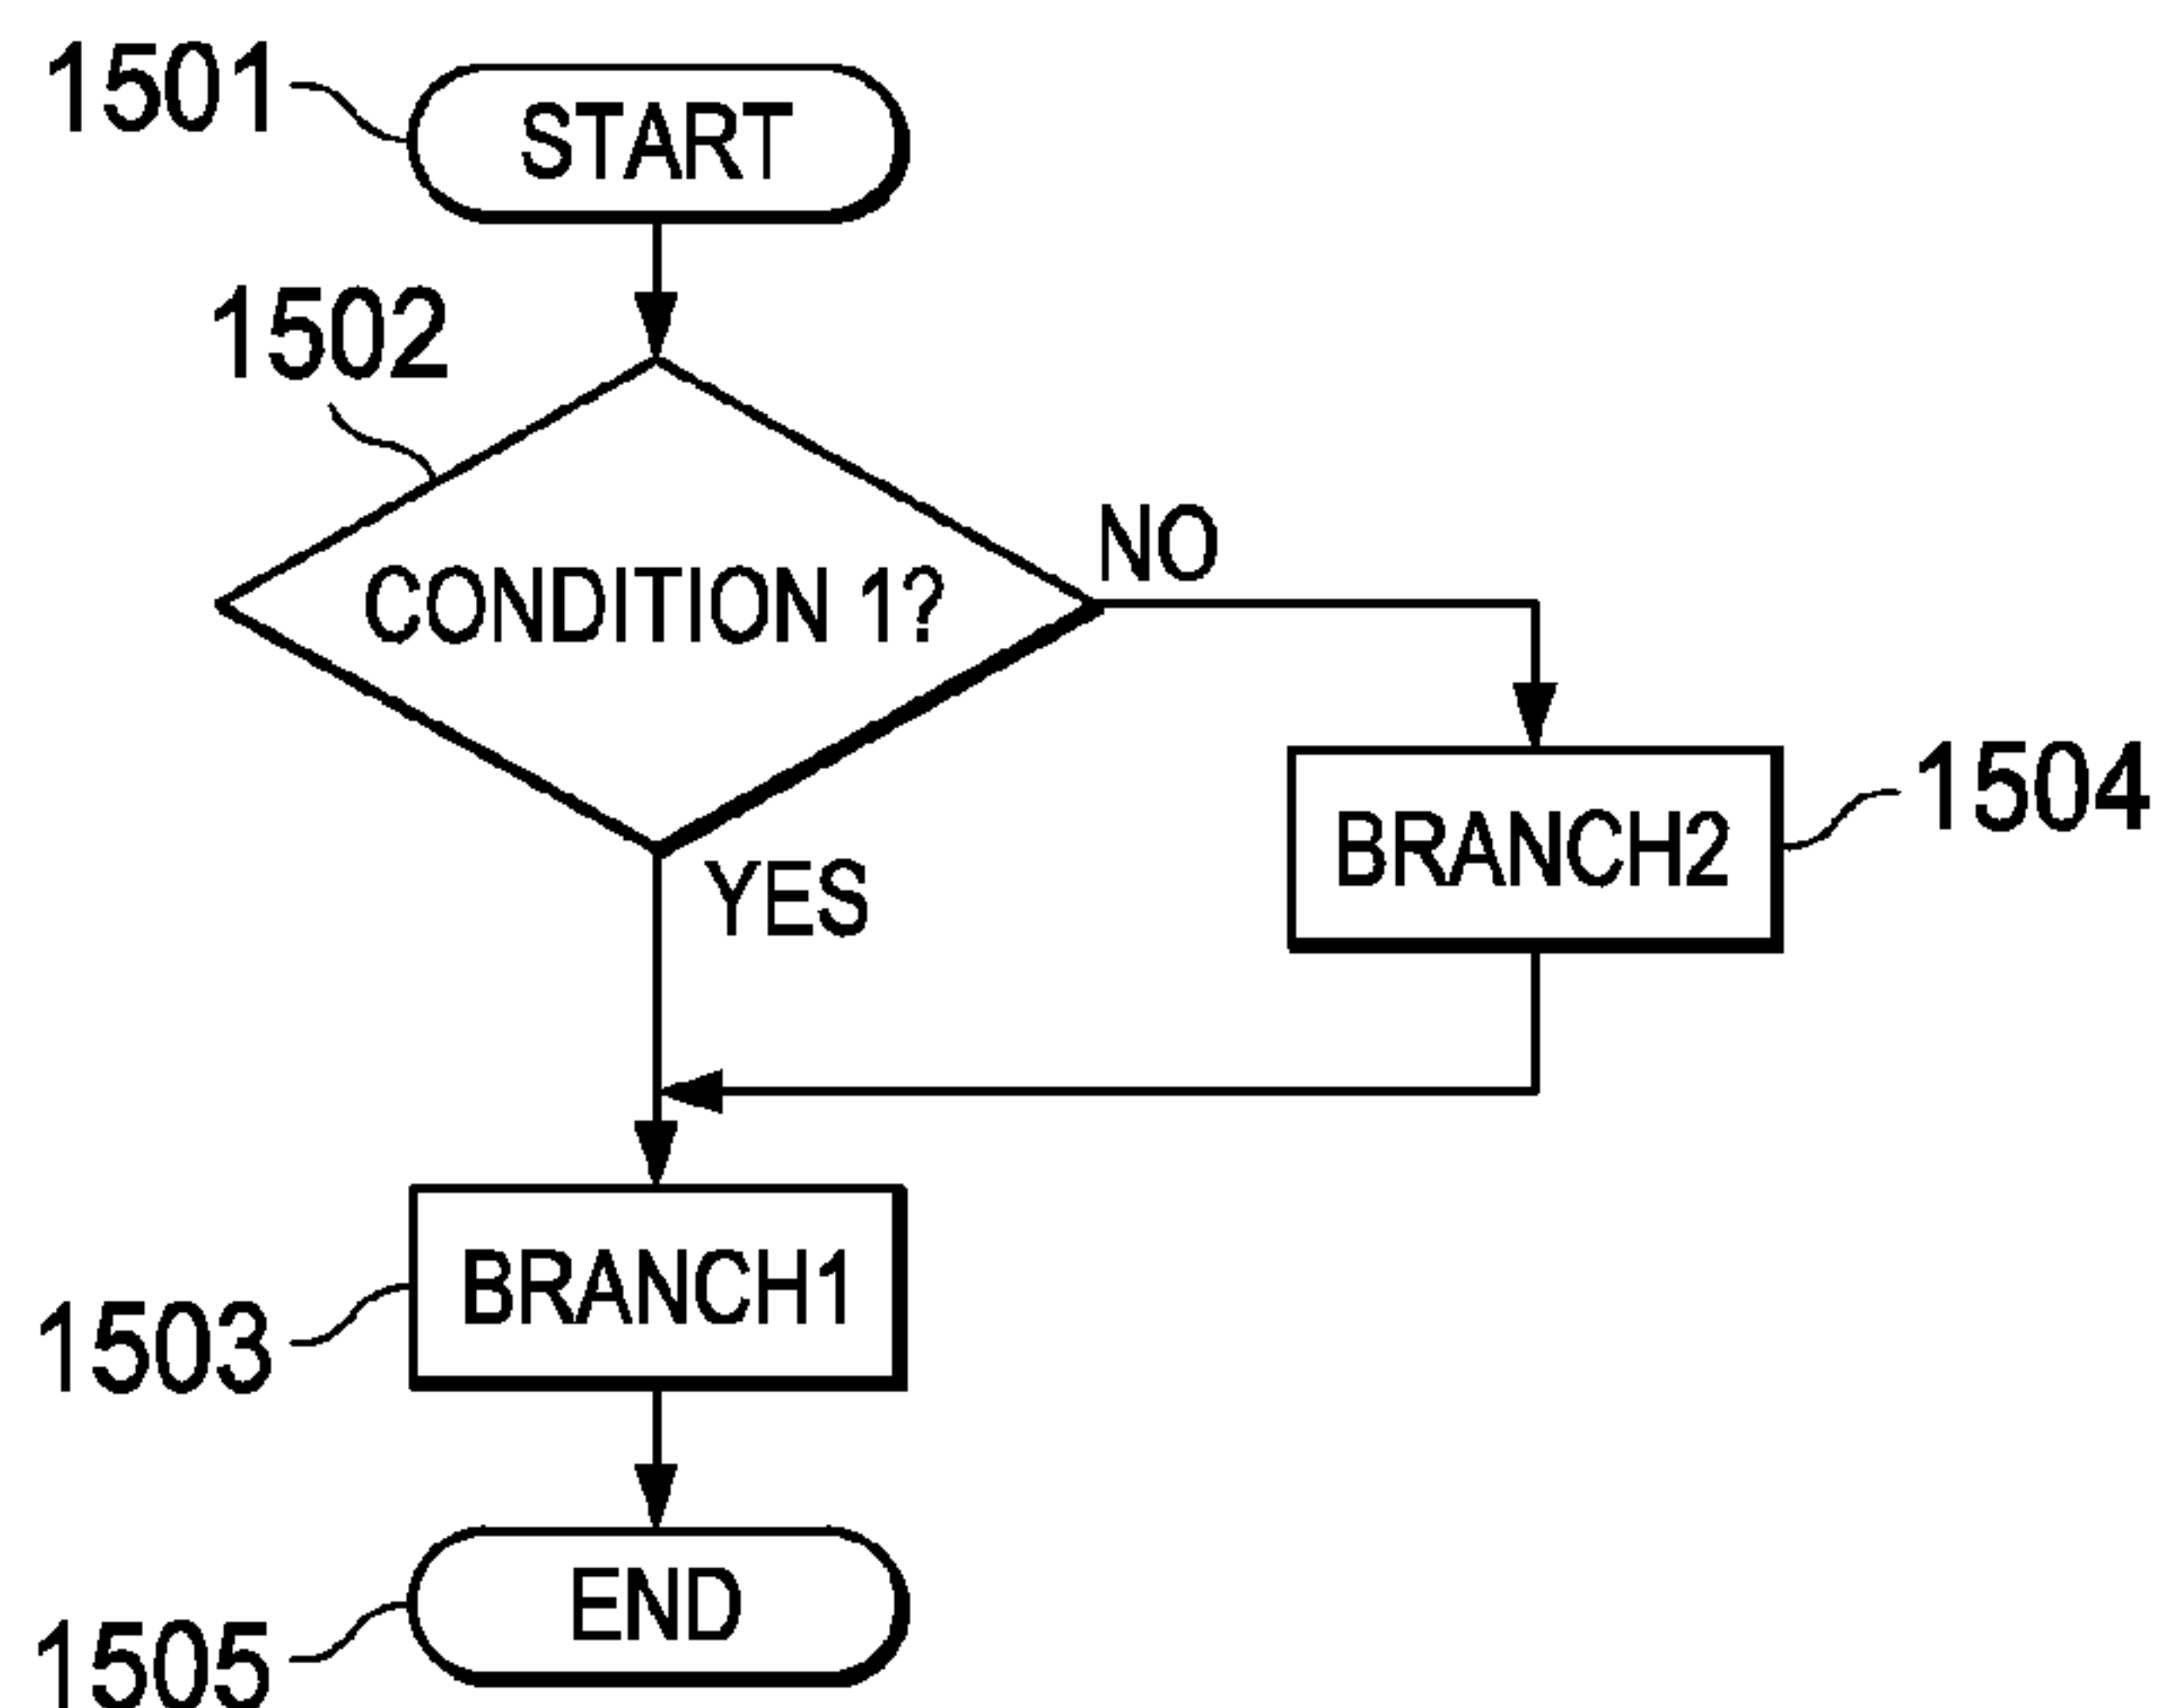 1501
START
1502
NO
CONDITION 1?
1504
BRANCH2
YES
BRANCH1
1503
END
1505